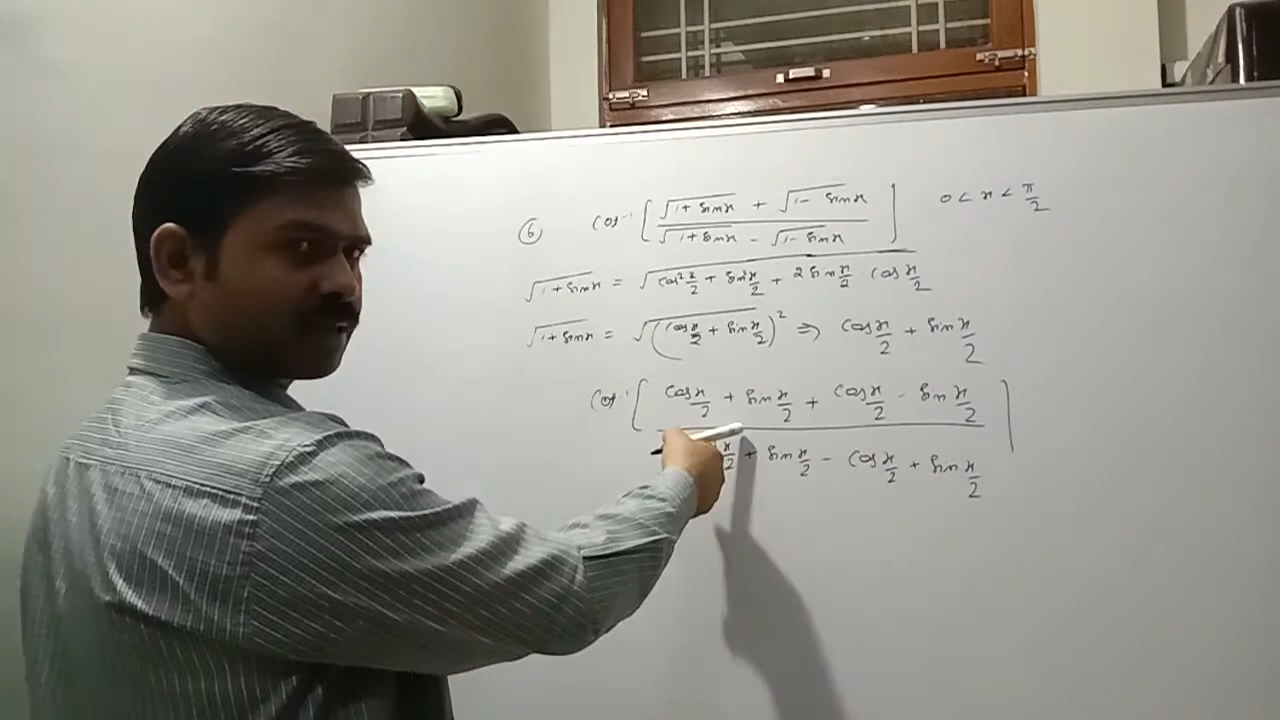 ⑥ Cot⁻¹ [ (√(1+ sinx) + √(1- sinx)) / (√(1+sinx) - √(1-sinx)) ] 0 < x < π/2
√(1+sinx) = √(cos²x/2 + sin²x/2 + 2 sin x/2 · cos x/2)
√(1+sinx) = √((cos x/2 + sin x/2)²) ⇒ cos x/2 + sin x/2
Cot⁻¹ [ (cos x/2 + sin x/2 + cos x/2 - sin x/2) / (x/2 + sin x/2 - cos x/2 + sin x/2) ]